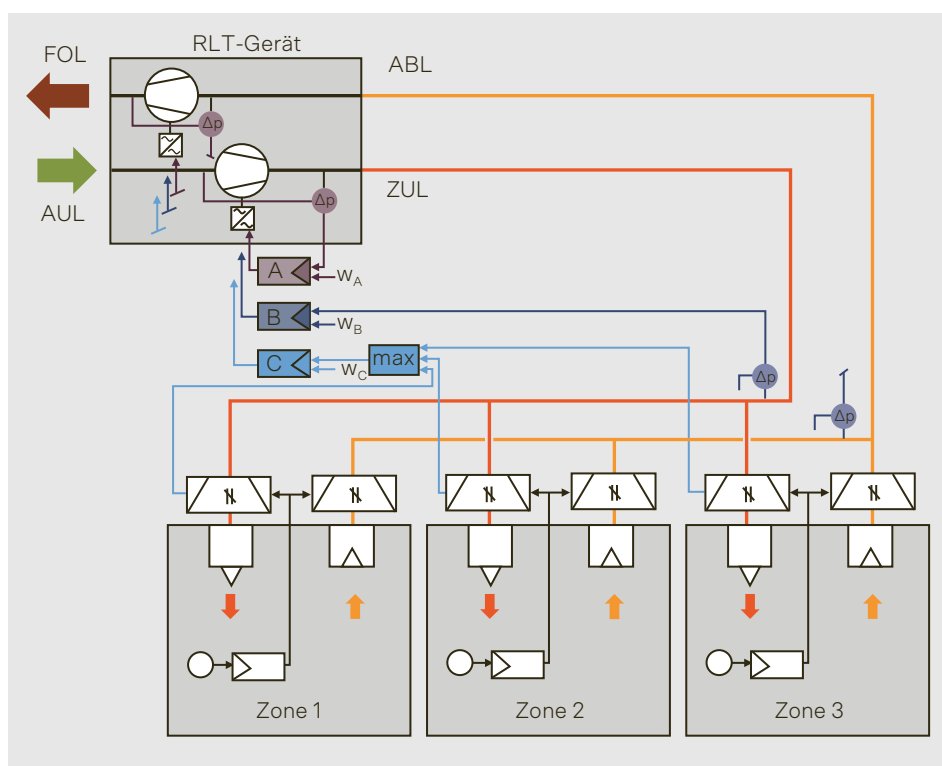 RLT-Gerät
FOL
ABL
Δp
AUL
ZUL
Δp
A
wA
B
wB
C
wC
max
Δp
Δp
Zone 1
Zone 2
Zone 3